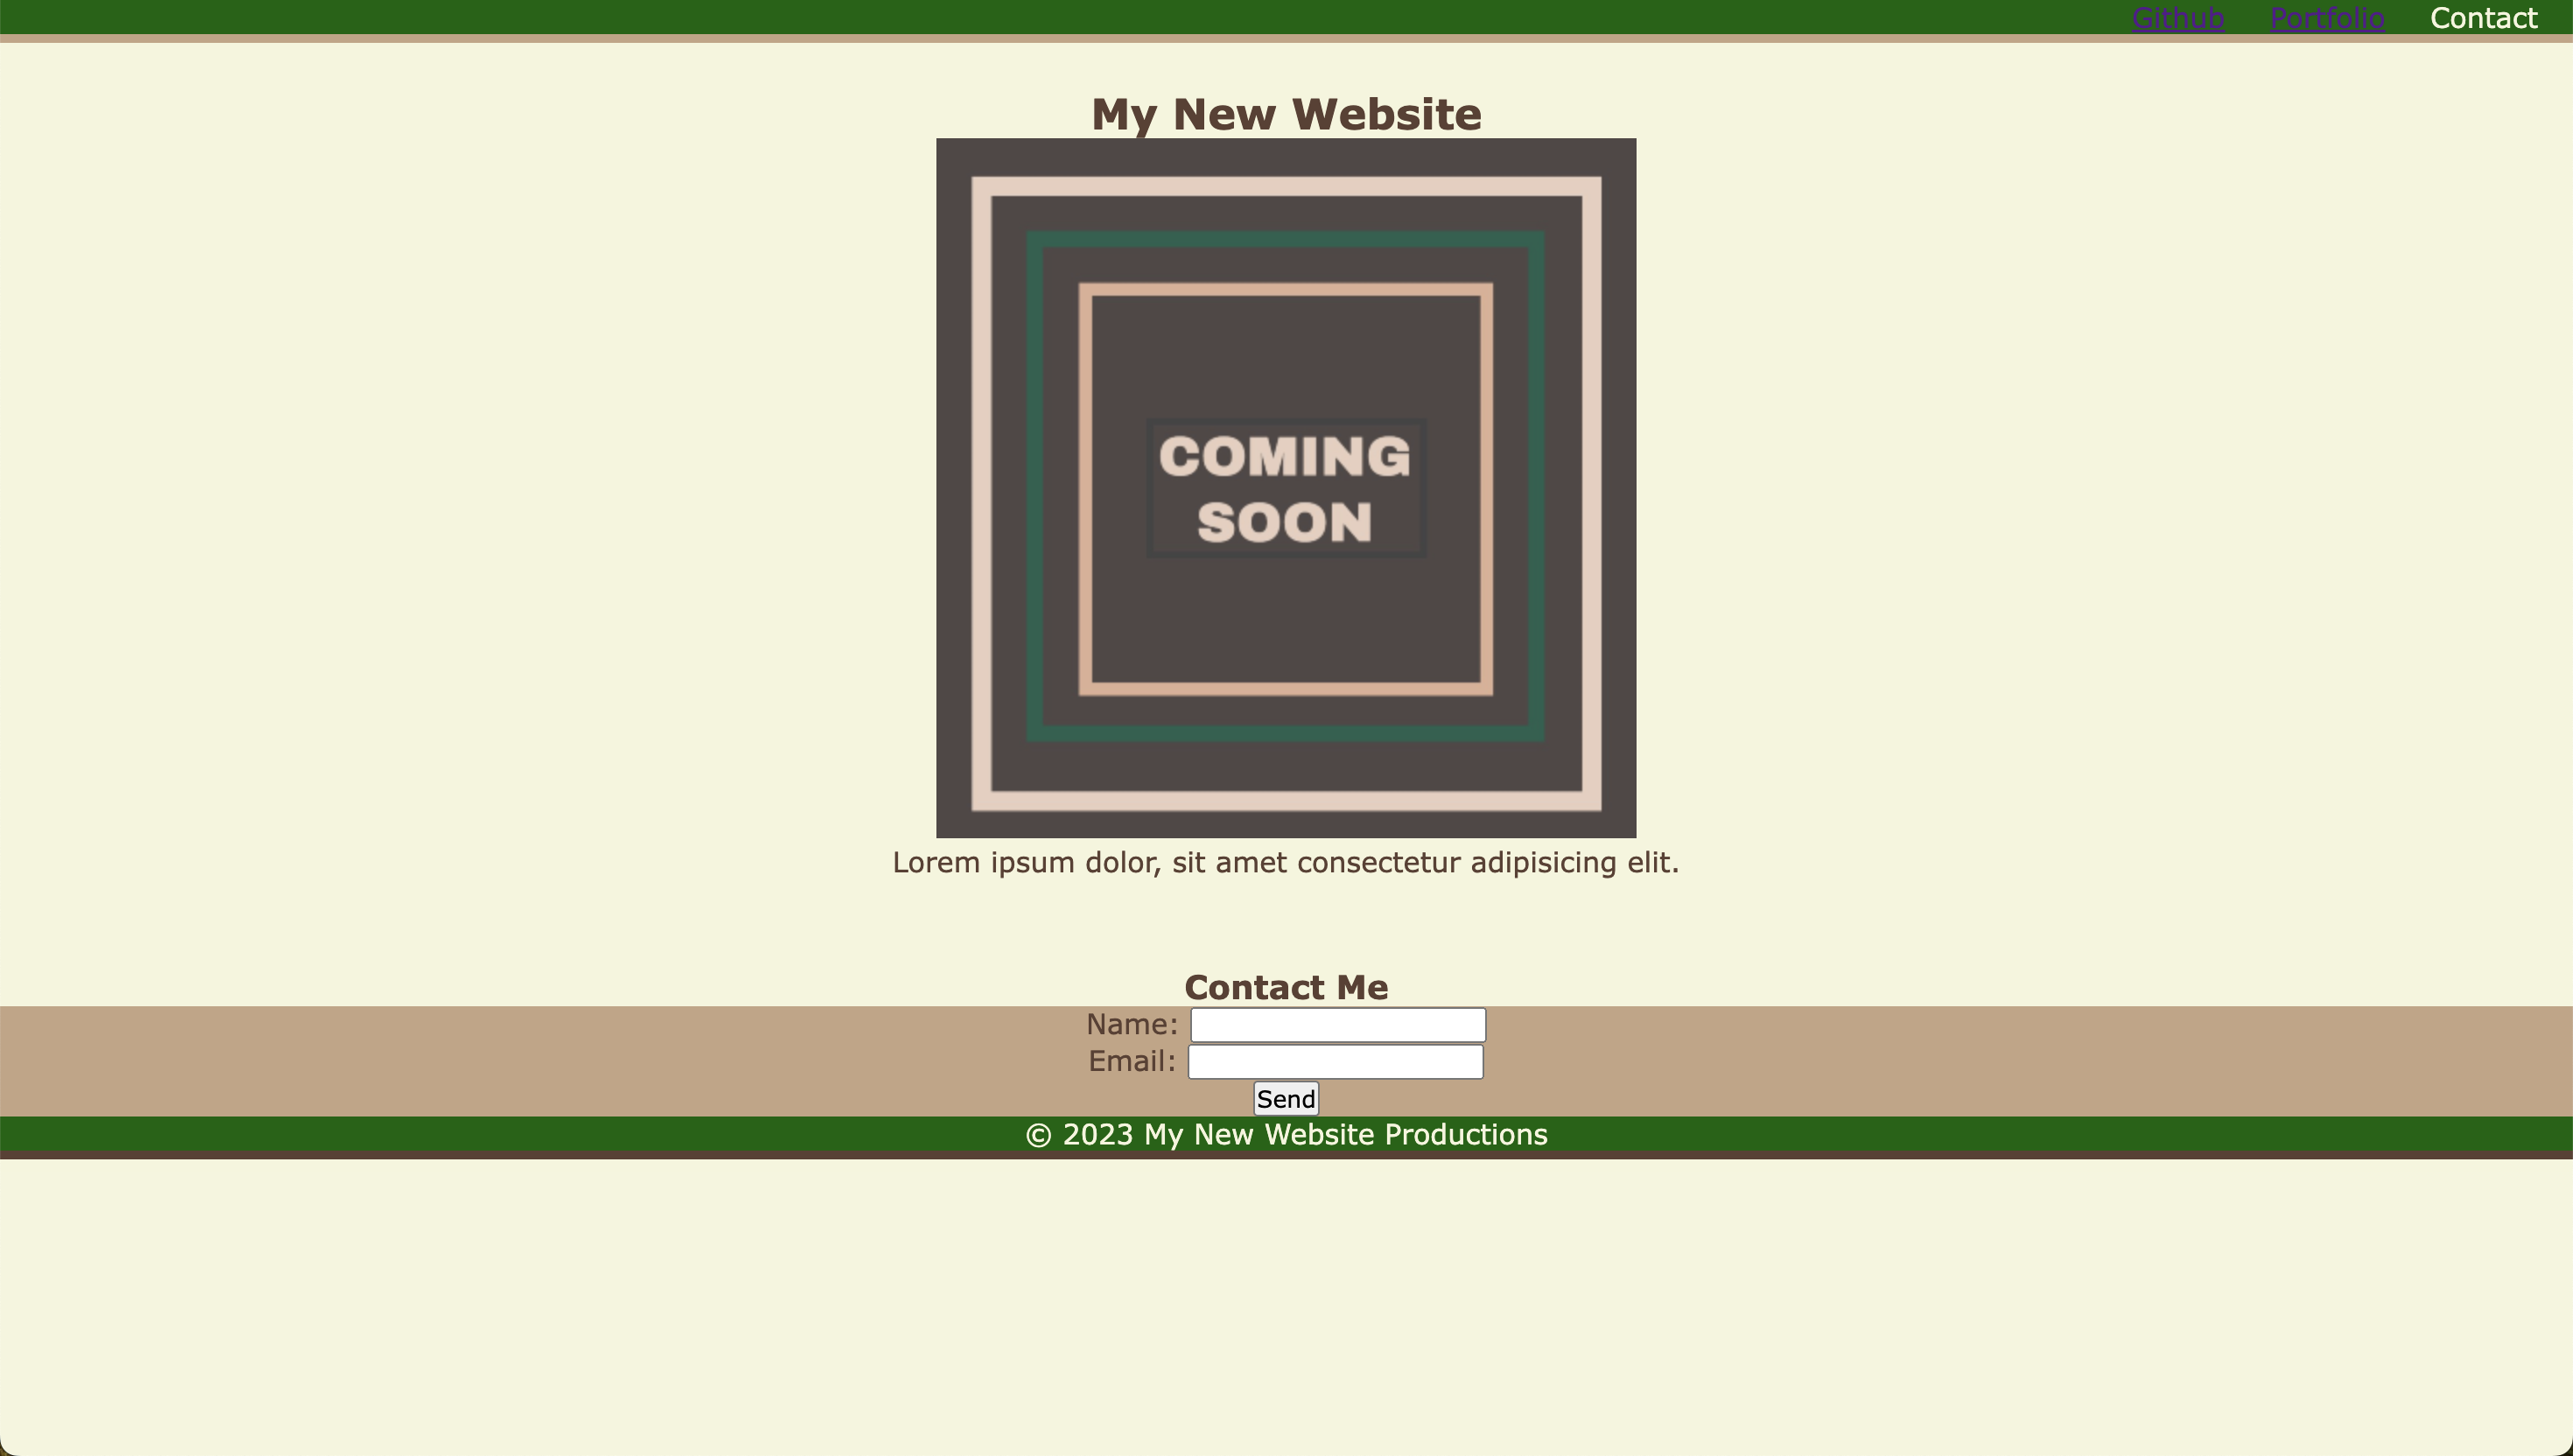 Github Portfolio Contact
My New Website
COMING
SOON
Lorem ipsum dolor, sit amet consectetur adipisicing elit.
Contact Me
Name:
Email:
Send
© 2023 My New Website Productions